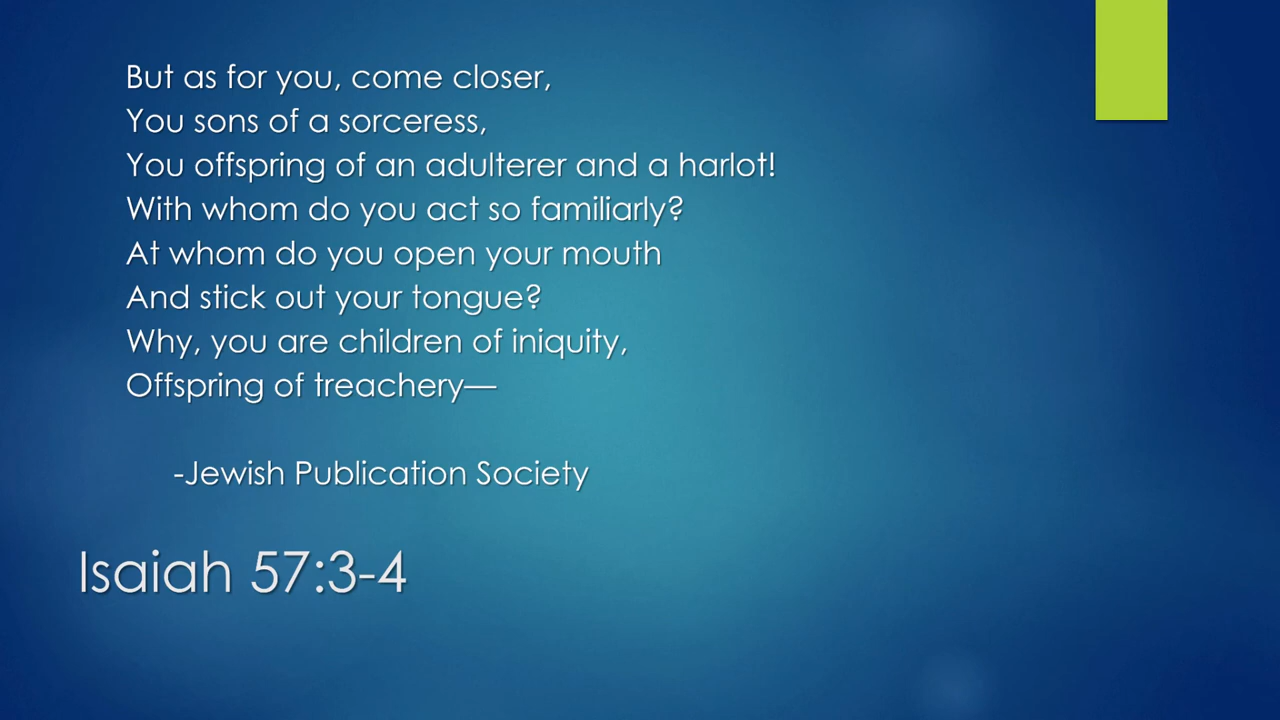 But as for you, come closer,
You sons of a sorceress,
You offspring of an adulterer and a harlot!
With whom do you act so familiarly?
At whom do you open your mouth
And stick out your tongue?
Why, you are children of iniquity,
Offspring of treachery—
-Jewish Publication Society
Isaiah 57:3-4